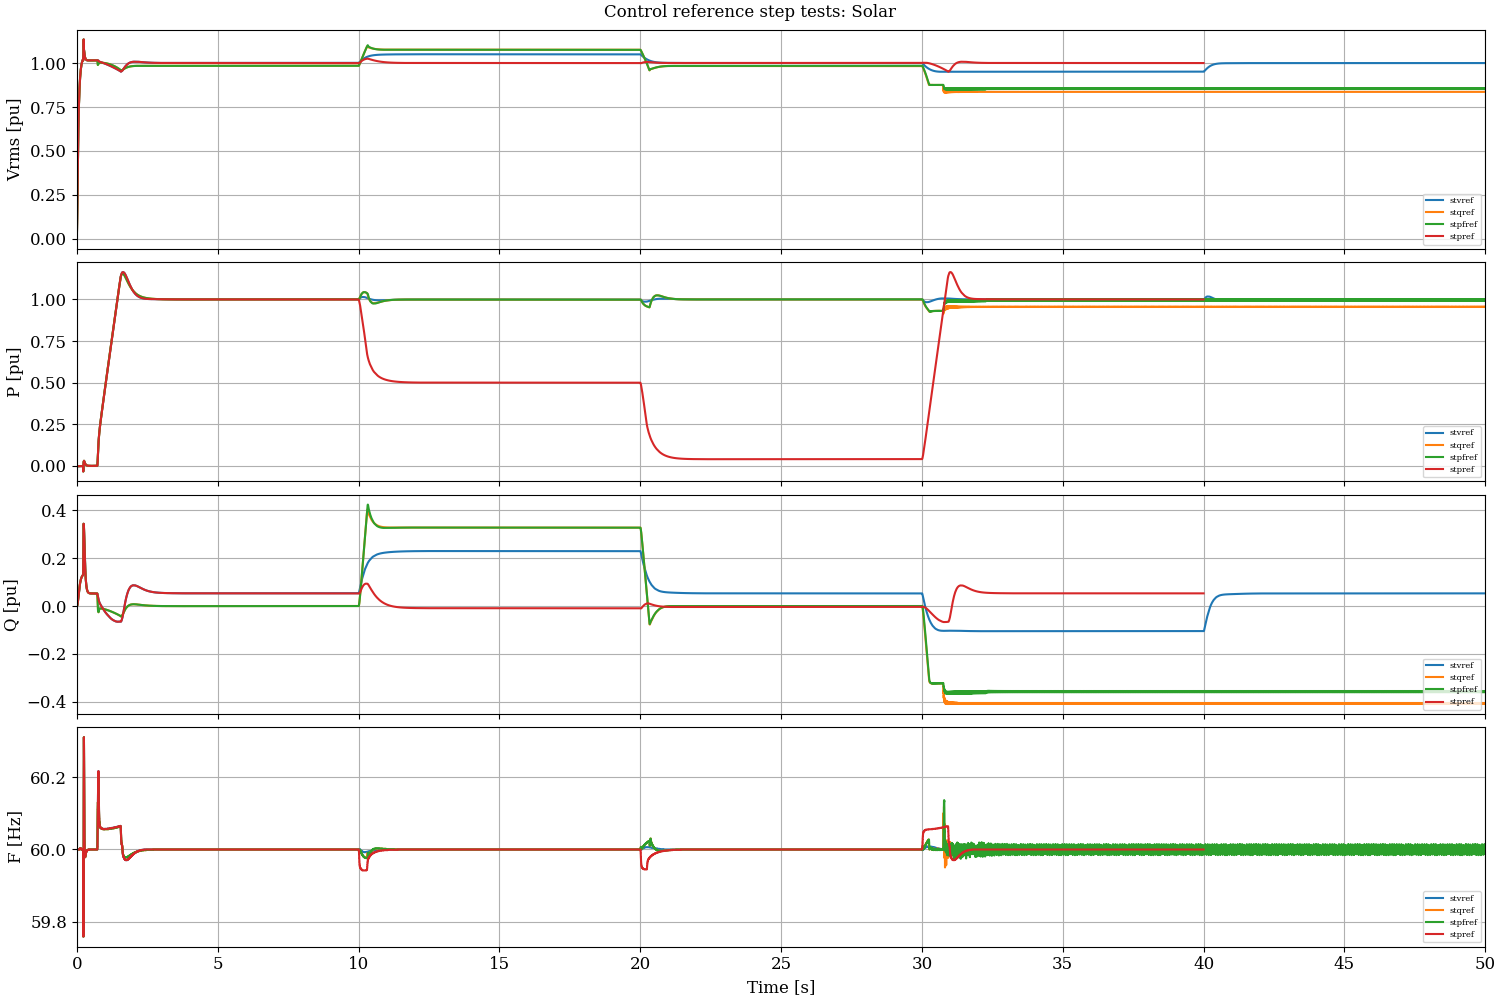 Control reference step tests: Solar
Vrms [pu]
1.00
0.75
0.50
0.25
0.00
stvref
stqref
stpfref
stpref
P [pu]
1.00
0.75
0.50
0.25
0.00
stvref
stqref
stpfref
stpref
Q [pu]
0.4
0.2
0.0
−0.2
−0.4
stvref
stqref
stpfref
stpref
F [Hz]
60.2
60.0
59.8
stvref
stqref
stpfref
stpref
0 5 10 15 20 25 30 35 40 45 50
Time [s]